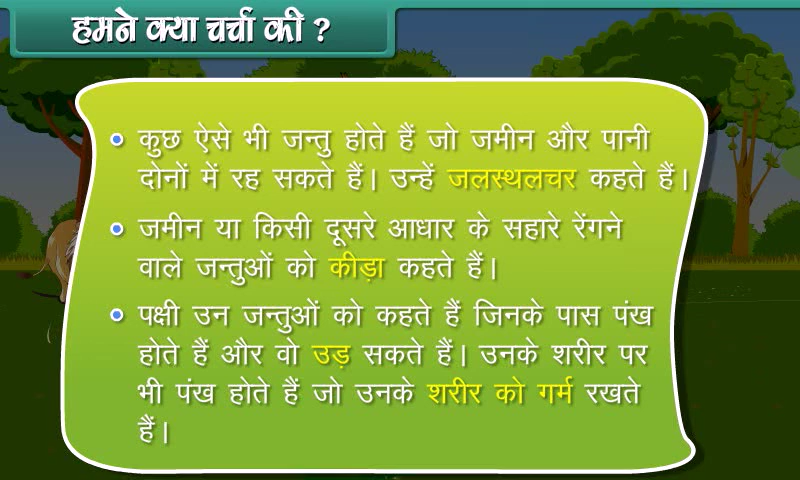 हमने क्या चर्चा की ?
कुछ ऐसे भी जन्तु होते हैं जो जमीन और पानी
दोनों में रह सकते हैं। उन्हें जलस्थलचर कहते हैं।
जमीन या किसी दूसरे आधार के सहारे रेंगने
वाले जन्तुओं को कीड़ा कहते हैं।
पक्षी उन जन्तुओं को कहते हैं जिनके पास पंख
होते हैं और वो उड़ सकते हैं। उनके शरीर पर
भी पंख होते हैं जो उनके शरीर को गर्म रखते
हैं।